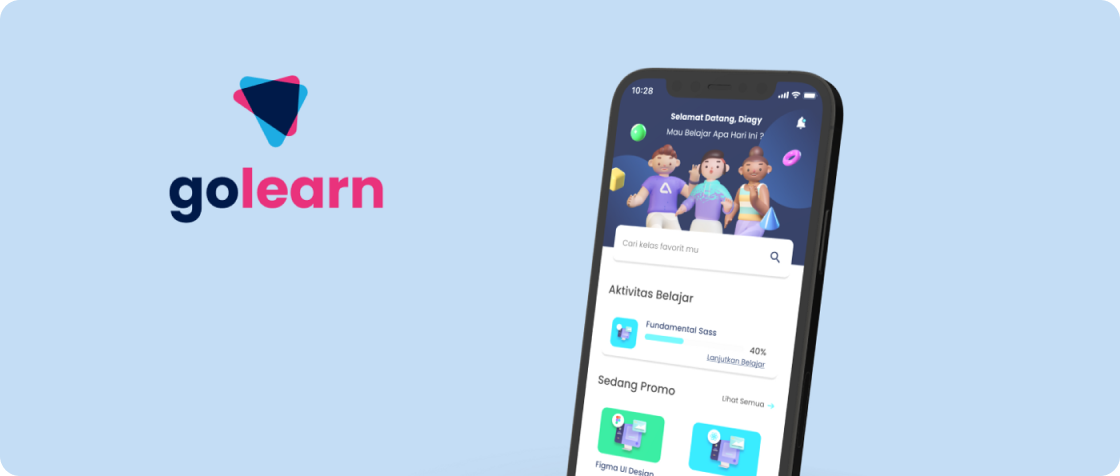 golearn
10:28
Selamat Datang, Diagy
Mau Belajar Apa Hari Ini ?
Cari kelas favorit mu
Aktivitas Belajar
Fundamental Sass
40%
Lanjutkan Belajar
Sedang Promo
Lihat Semua
Figma UI Design